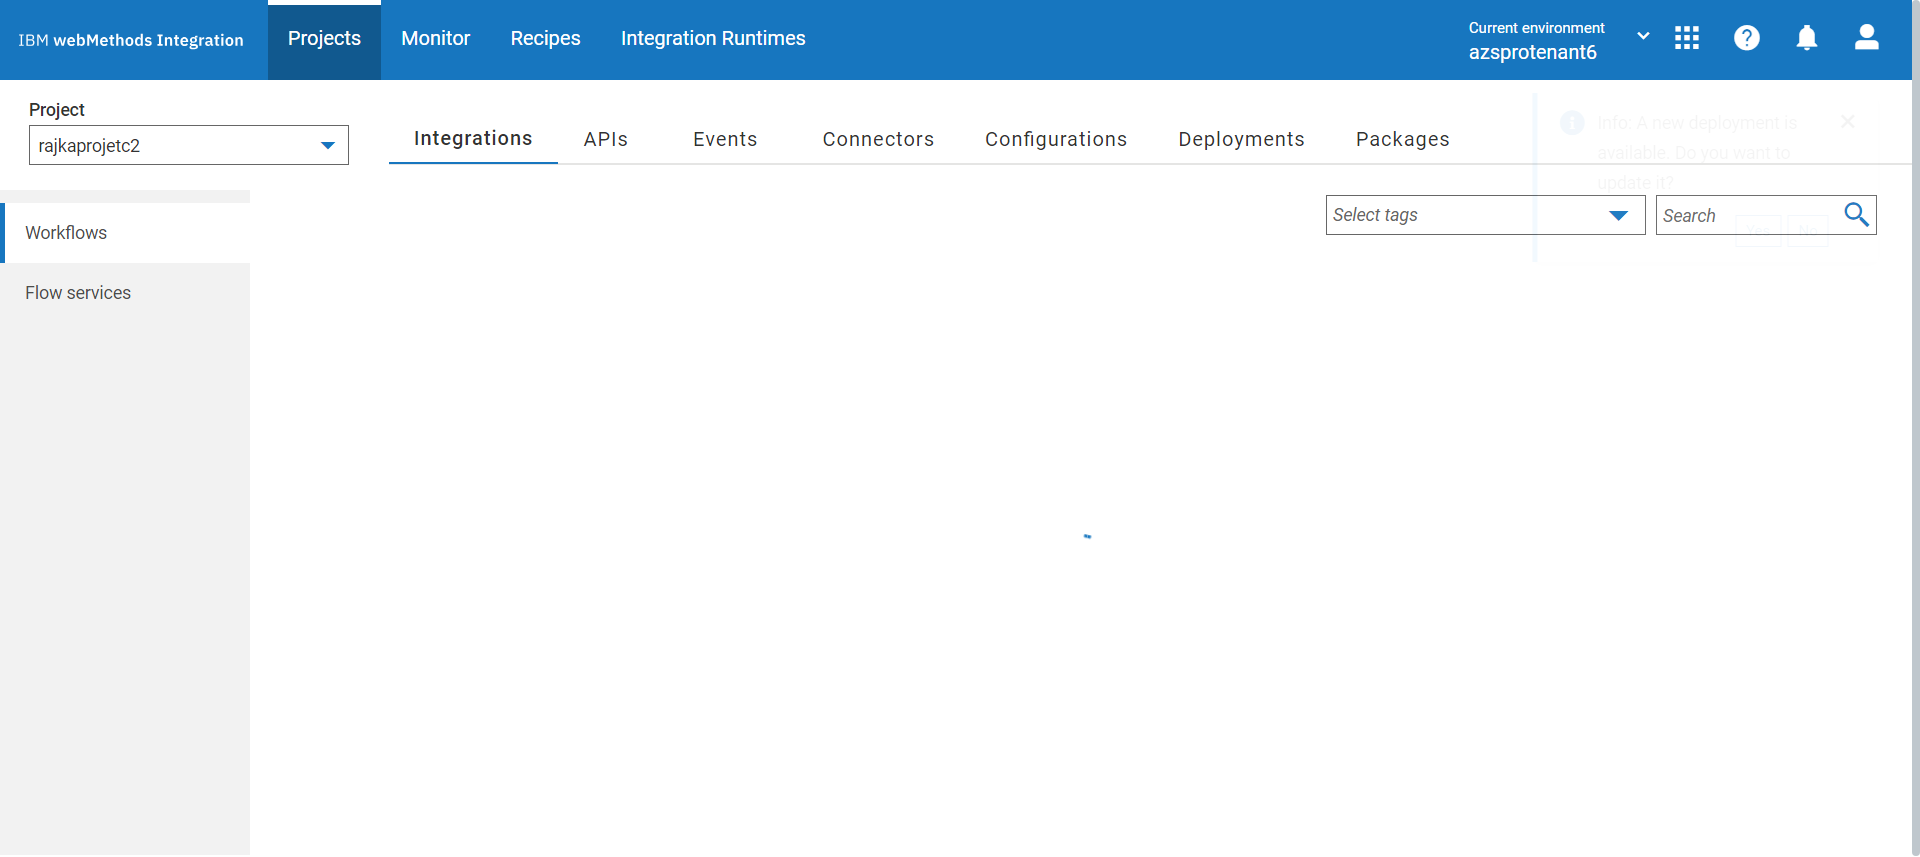 IBM webMethods Integration
Projects
Monitor
Recipes
Integration Runtimes
Current environment
azsprotenant6
Project
rajkaprojetc2
Integrations
APIs
Events
Connectors
Configurations
Deployments
Packages
Info: A new deployment is
available. Do you want to
update it?
Yes
No
Select tags
Search
Workflows
Flow services